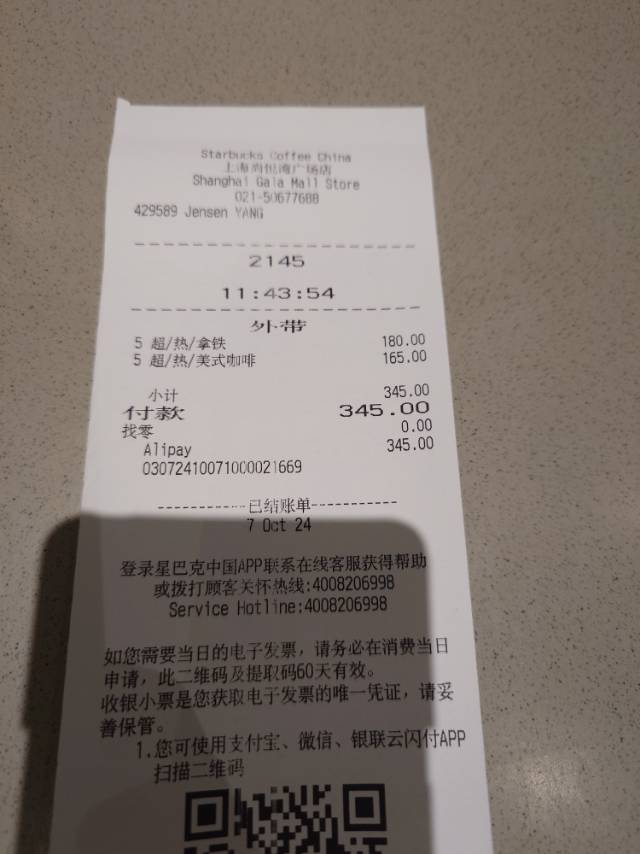 Starbucks Coffee China
上海尚悦湾广场店
Shanghai Gala Mall Store
021-50677688
429589 Jensen YANG
2145
11:43:54
外带
5 超/热/拿铁 180.00
5 超/热/美式咖啡 165.00
小计 345.00
付款 345.00
找零 0.00
Alipay 345.00
03072410071000021669
-----------已结账单----------
7 Oct 24
登录星巴克中国APP联系在线客服获得帮助
或拨打顾客关怀热线:4008206998
Service Hotline:4008206998
如您需要当日的电子发票，请务必在消费当日
申请，此二维码及提取码60天有效。
收银小票是您获取电子发票的唯一凭证，请妥
善保管。
1.您可使用支付宝、微信、银联云闪付APP
扫描二维码